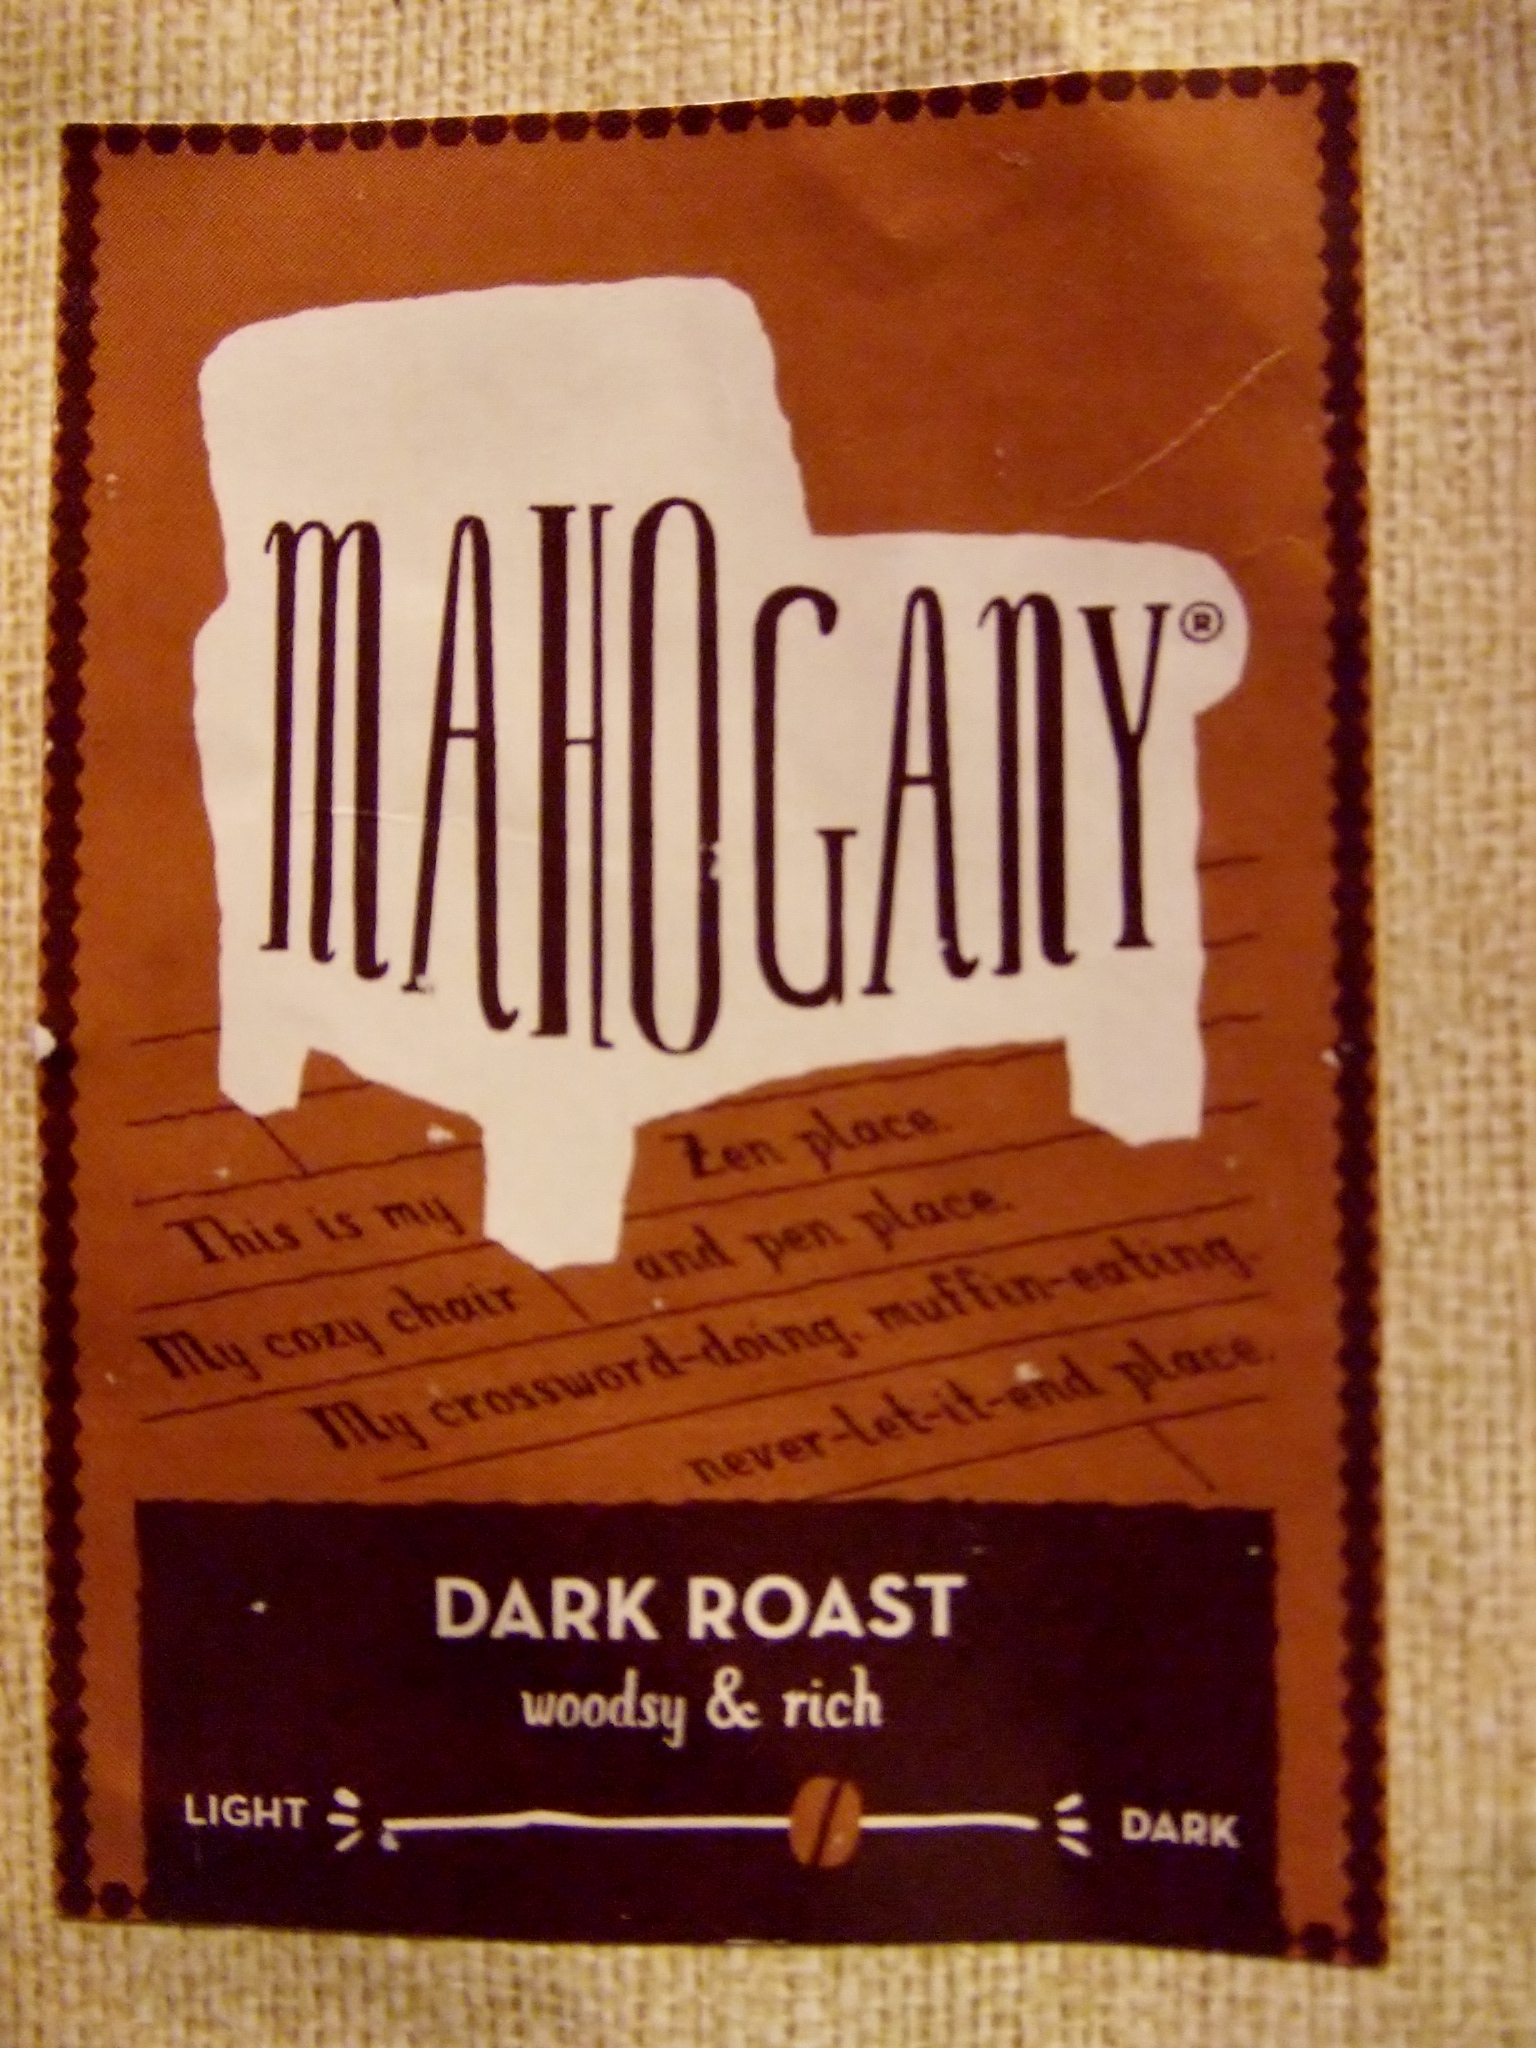 MAHOGANY®
This is my
Zen place.
My cozy chair
and pen place.
My crossword-doing, muffin-eating,
never-let-it-end place.
DARK ROAST
woodsy & rich
LIGHT DARK